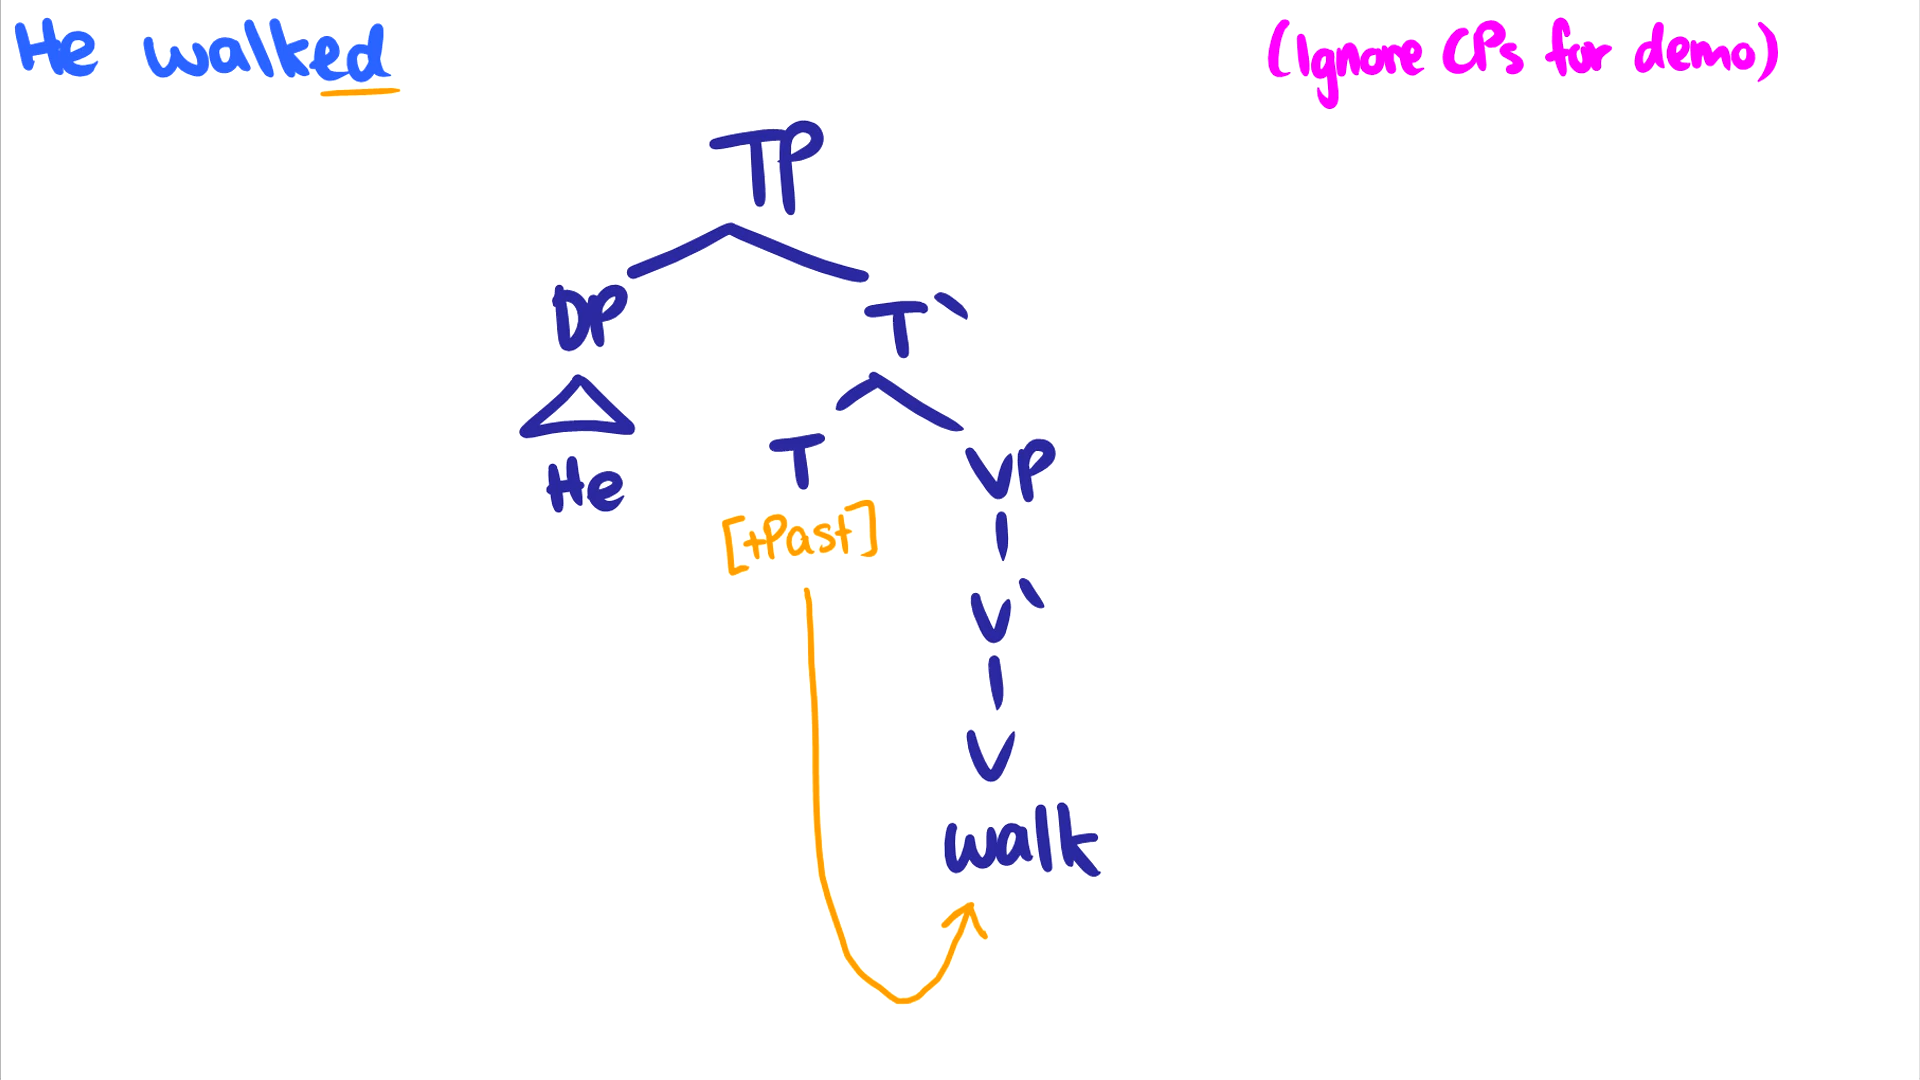 He walked
(Ignore CPs for demo)
TP
DP T`
He T VP
[+Past]
V`
V
walk